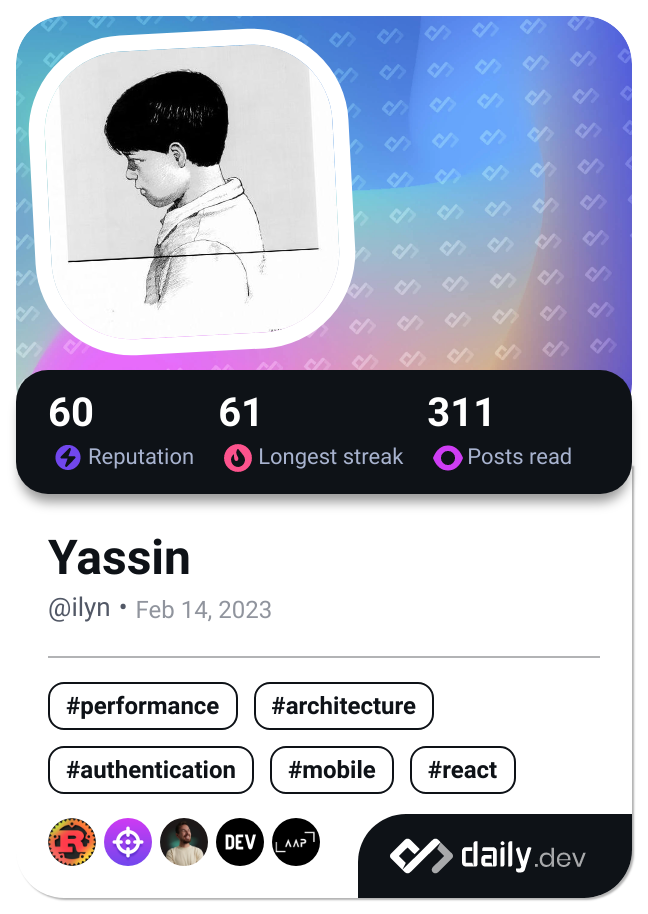 60 61 311
Reputation Longest streak Posts read
Yassin
@ilyn • Feb 14, 2023
#performance #architecture
#authentication #mobile #react
R DEV LAAP
daily.dev